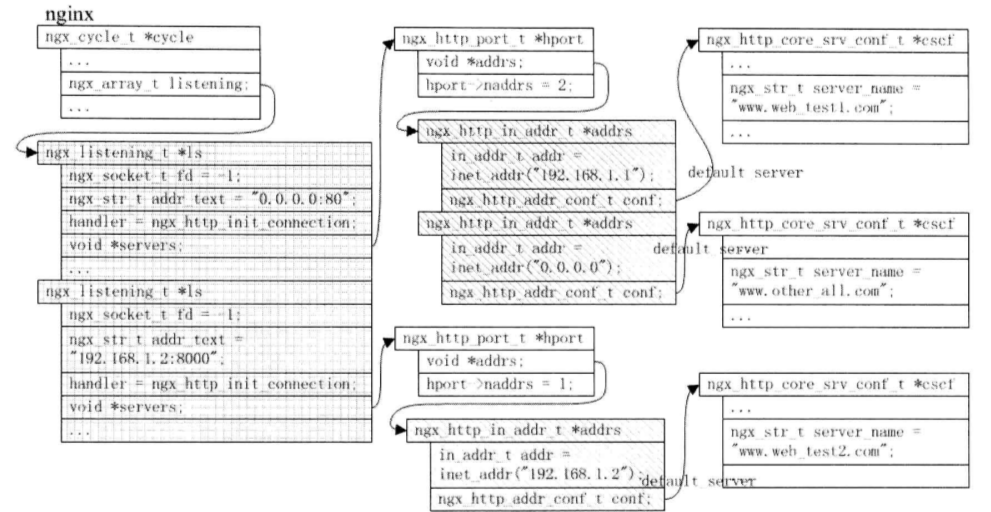 nginx
ngx_cycle_t *cycle
...
ngx_array_t listening;
...
ngx_listening_t *ls
ngx_socket_t fd = -1;
ngx_str_t addr_text = "0.0.0.0:80";
handler = ngx_http_init_connection;
void *servers;
...
ngx_listening_t *ls
ngx_socket_t fd = -1;
ngx_str_t addr_text =
"192.168.1.2:8000";
handler = ngx_http_init_connection;
void *servers;
...
ngx_http_port_t *hport
void *addrs;
hport->naddrs = 2;
ngx_http_in_addr_t *addrs
in_addr_t addr =
inet_addr("192.168.1.1");
ngx_http_addr_conf_t conf;
ngx_http_in_addr_t *addrs
in_addr_t addr =
inet_addr("0.0.0.0");
ngx_http_addr_conf_t conf;
ngx_http_port_t *hport
void *addrs;
hport->naddrs = 1;
ngx_http_in_addr_t *addrs
in_addr_t addr =
inet_addr("192.168.1.2");
ngx_http_addr_conf_t conf;
default server
default server
default server
ngx_http_core_srv_conf_t *cscf
...
ngx_str_t server_name =
"www.web_test1.com";
...
ngx_http_core_srv_conf_t *cscf
...
ngx_str_t server_name =
"www.other_all.com";
...
ngx_http_core_srv_conf_t *cscf
...
ngx_str_t server_name =
"www.web_test2.com";